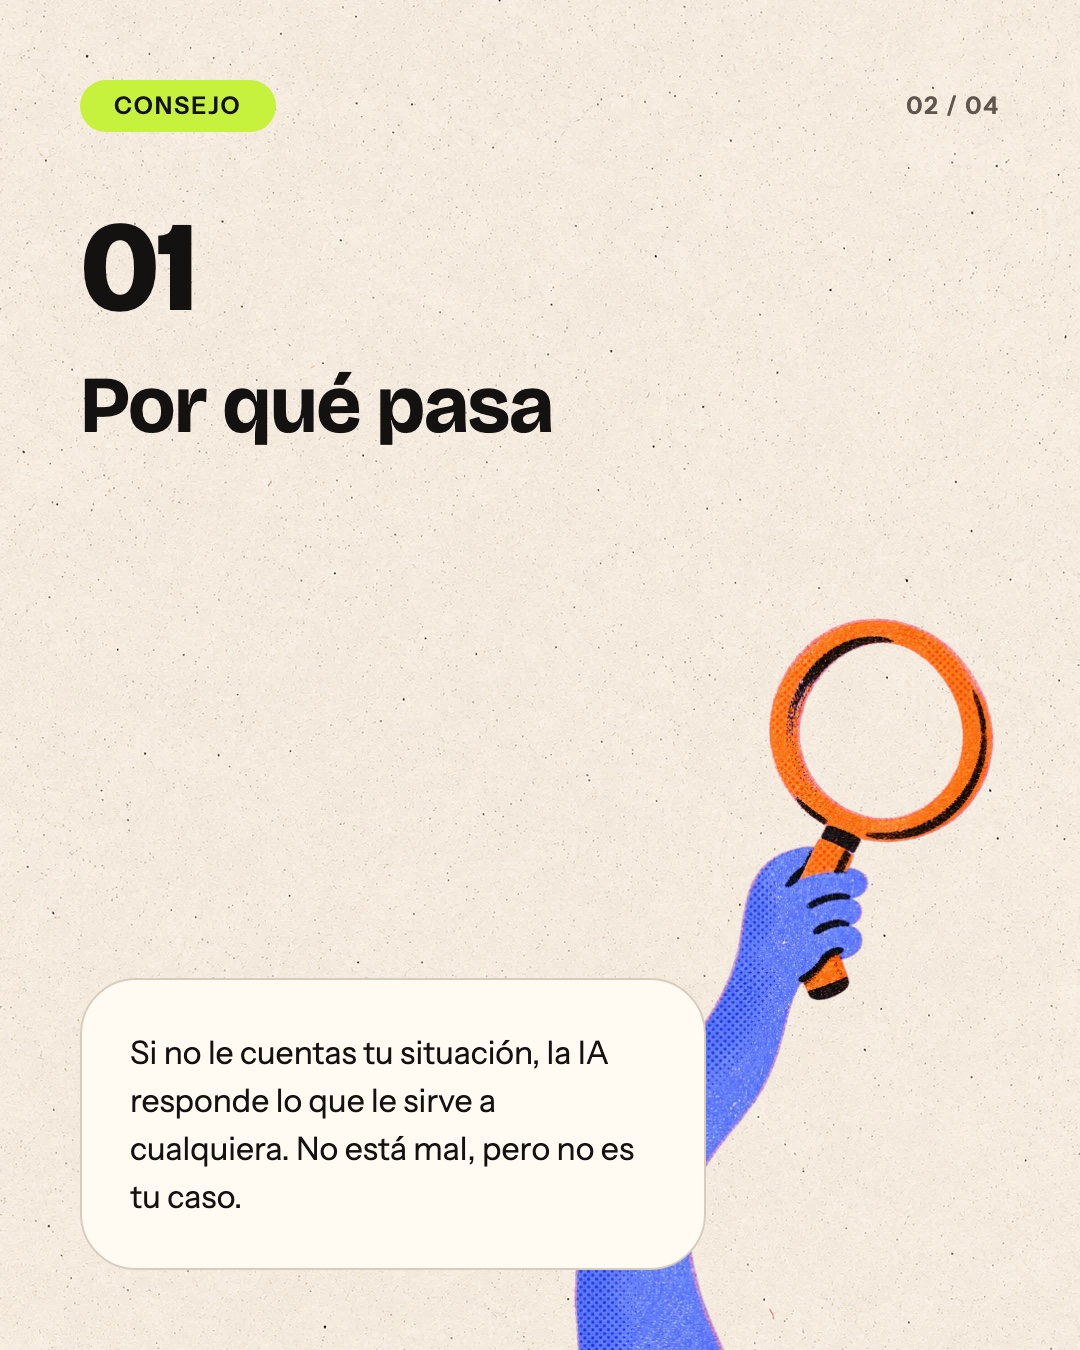 CONSEJO
02 / 04
01
Por qué pasa
Si no le cuentas tu situación, la IA
responde lo que le sirve a
cualquiera. No está mal, pero no es
tu caso.